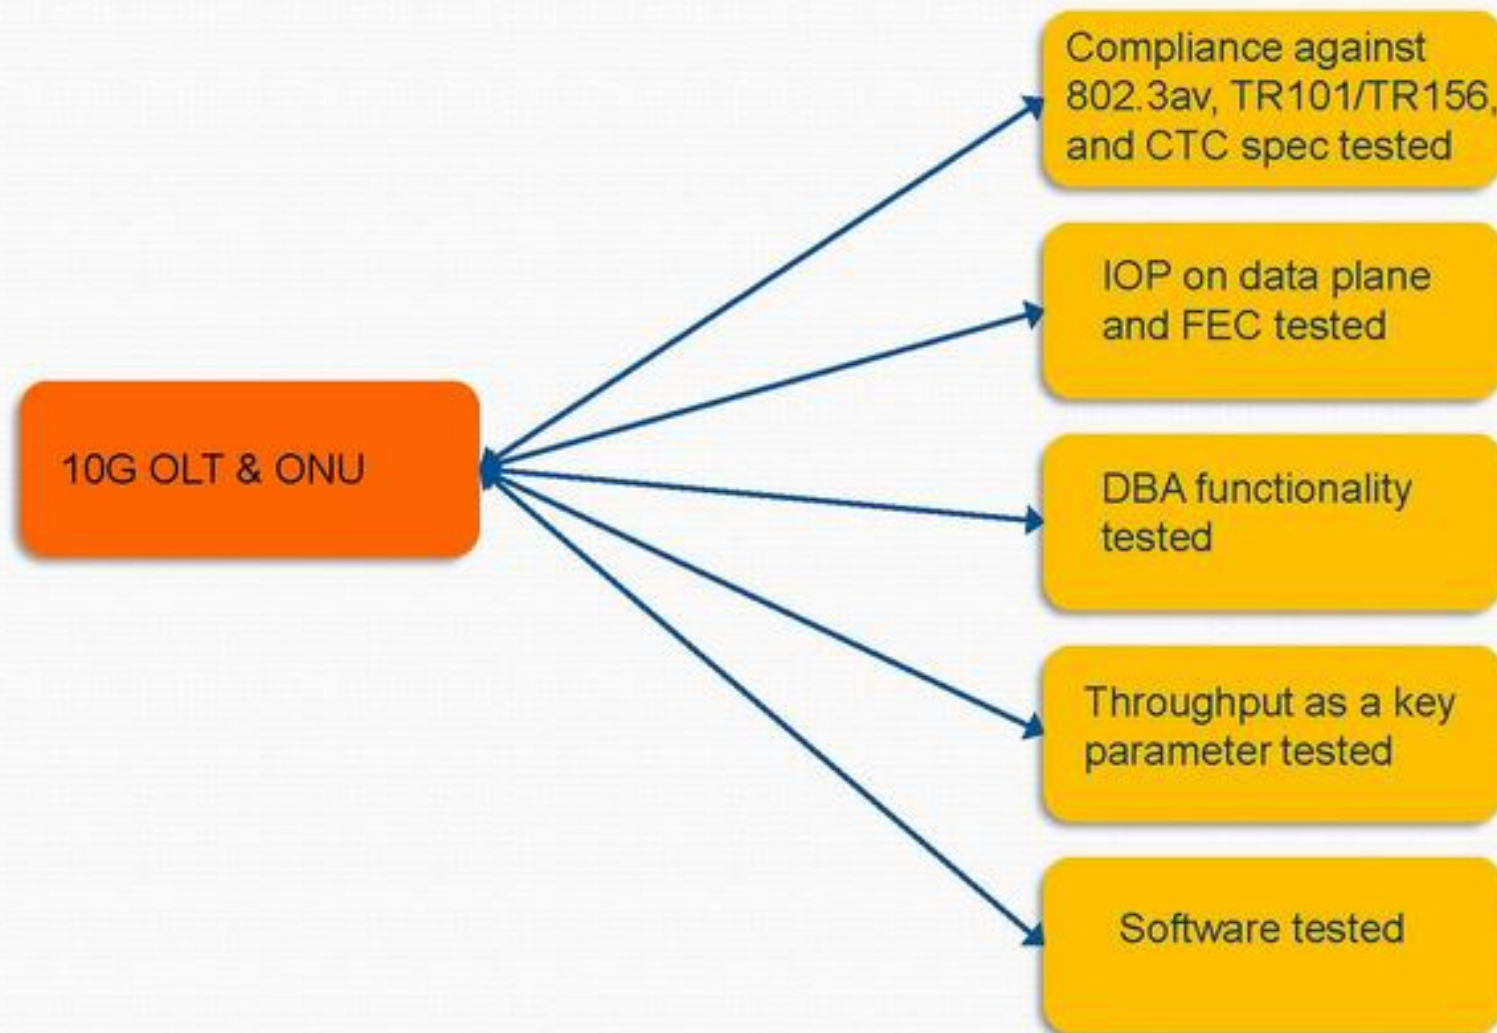 Compliance against
802.3av, TR101/TR156,
and CTC spec tested
IOP on data plane
and FEC tested
10G OLT & ONU
DBA functionality
tested
Throughput as a key
parameter tested
Software tested